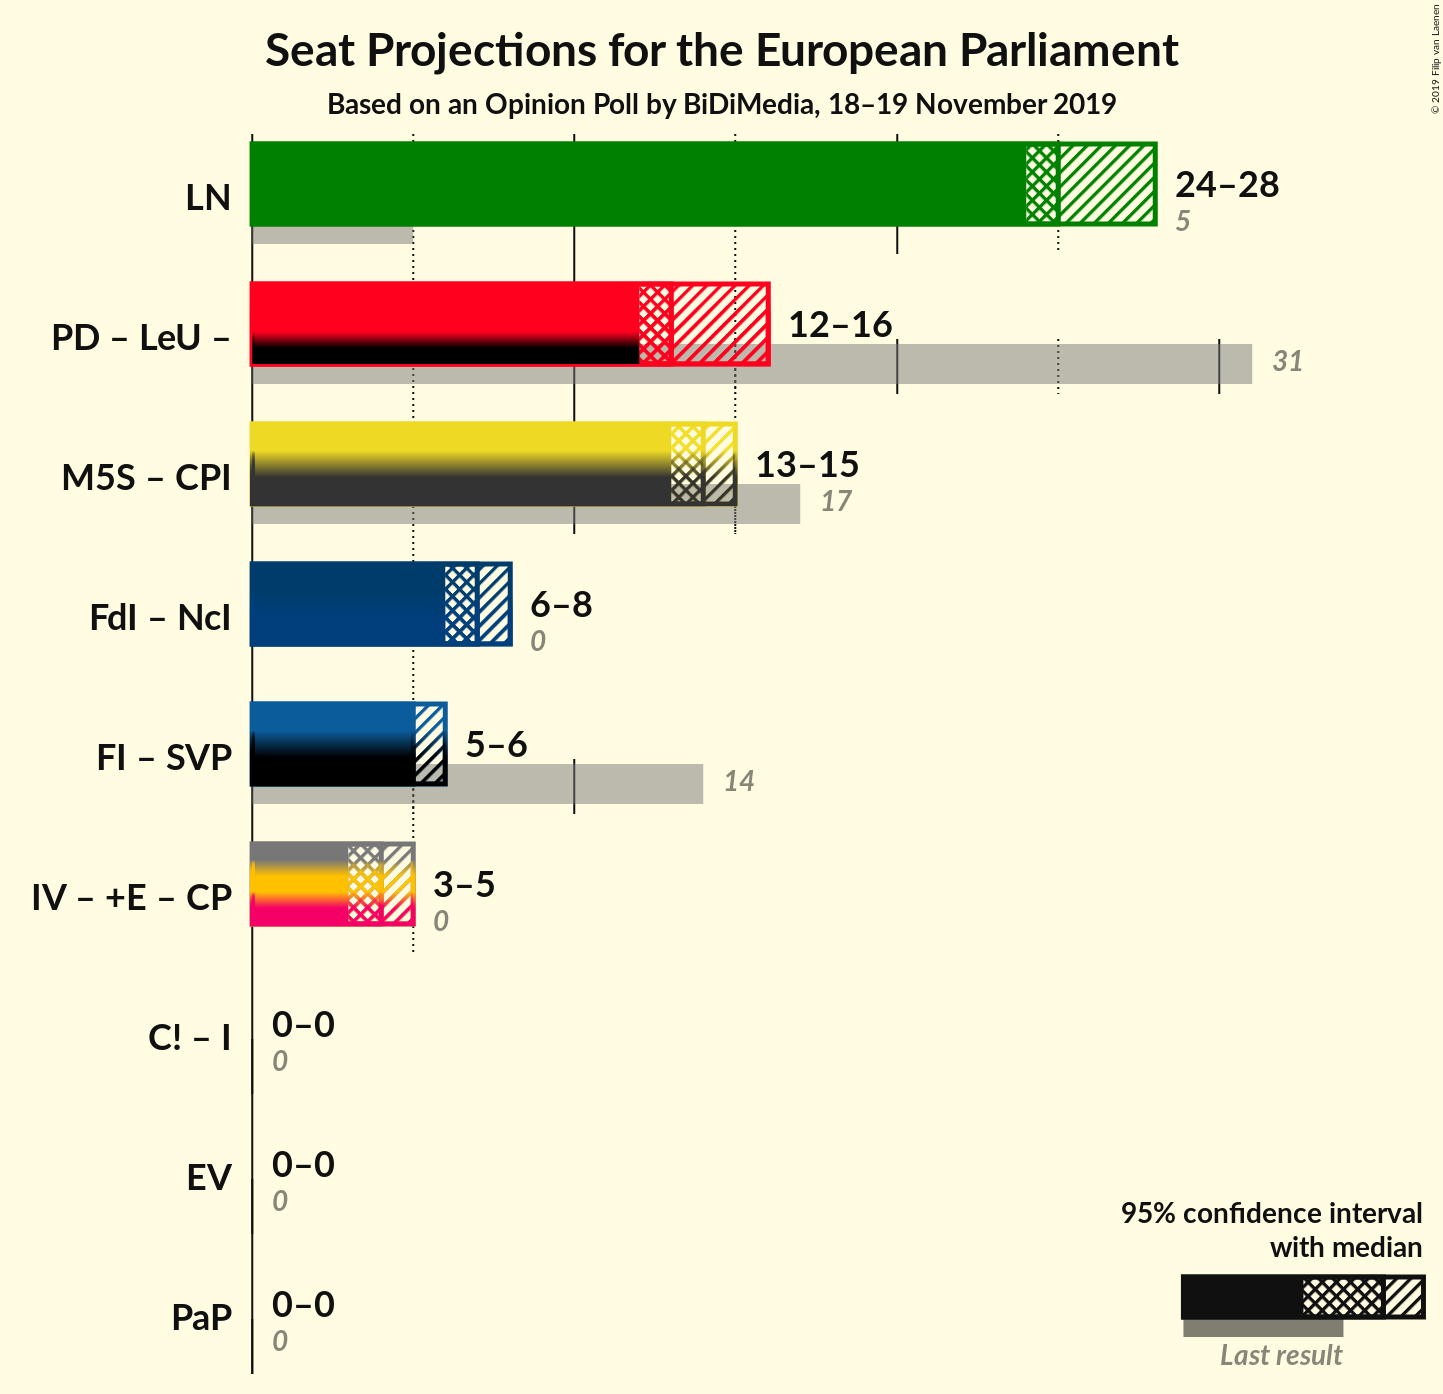 Seat Projections for the European Parliament
Based on an Opinion Poll by BiDiMedia, 18–19 November 2019
© 2019 Filip van Laenen
LN
24–28
5
PD – LeU –
12–16
31
M5S – CPI
13–15
17
FdI – NcI
6–8
0
FI – SVP
5–6
14
IV – +E – CP
3–5
0
C! – I
0–0
0
EV
0–0
0
PaP
0–0
0
95% confidence interval
with median
Last result